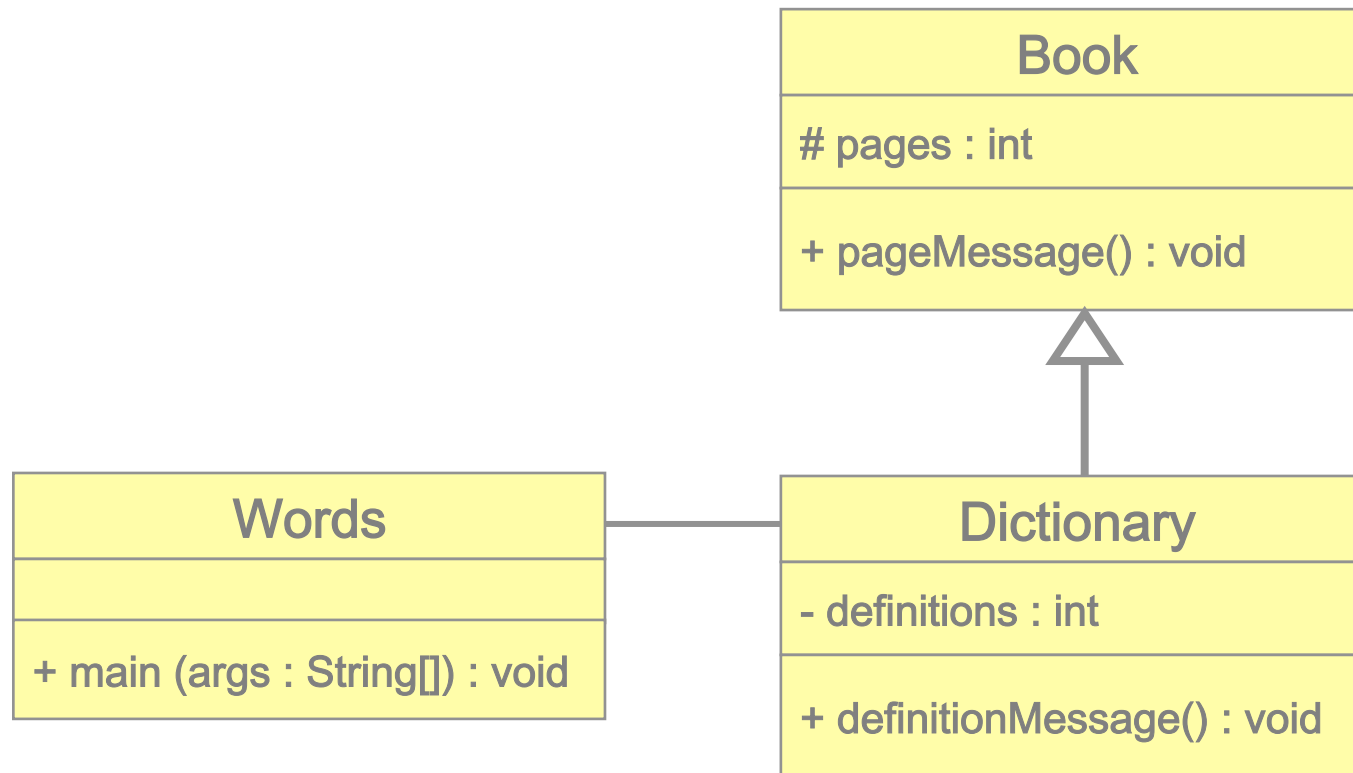 Book
# pages : int
+ pageMessage() : void
Words
+ main (args : String[]) : void
Dictionary
- definitions : int
+ definitionMessage() : void